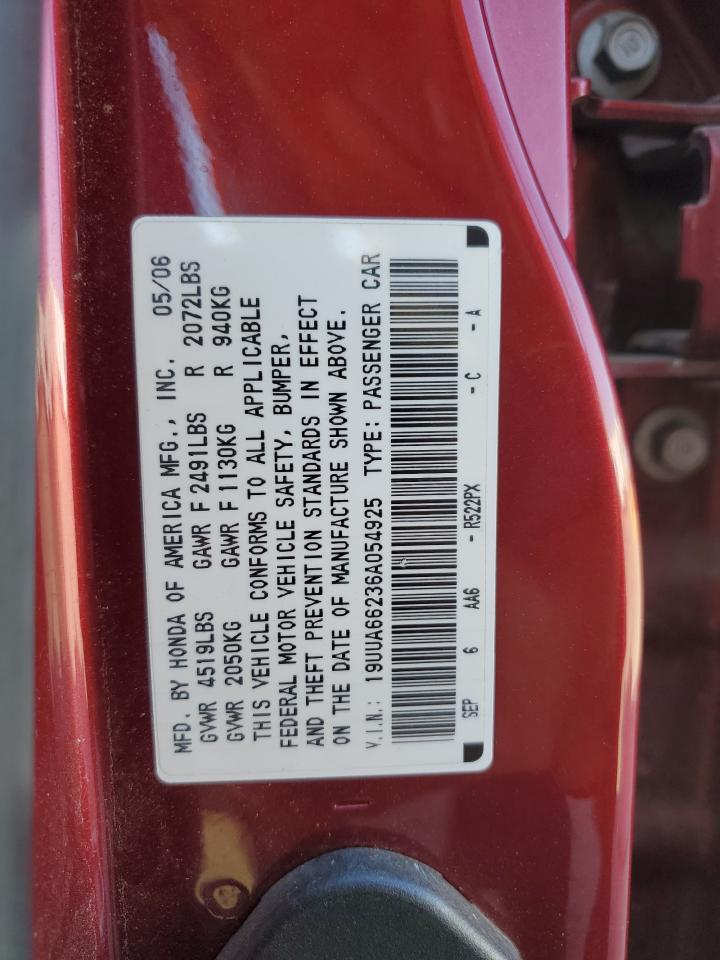 MFD. BY HONDA OF AMERICA MFG., INC. 05/06
GVWR 4519LBS GAWR F 2491LBS R 2072LBS
GVWR 2050KG GAWR F 1130KG R 940KG
THIS VEHICLE CONFORMS TO ALL APPLICABLE
FEDERAL MOTOR VEHICLE SAFETY, BUMPER,
AND THEFT PREVENTION STANDARDS IN EFFECT
ON THE DATE OF MANUFACTURE SHOWN ABOVE.
V.I.N.: 19UUA66236A054925 TYPE: PASSENGER CAR
SEP 6 AA6 - R522PX - C - A
10